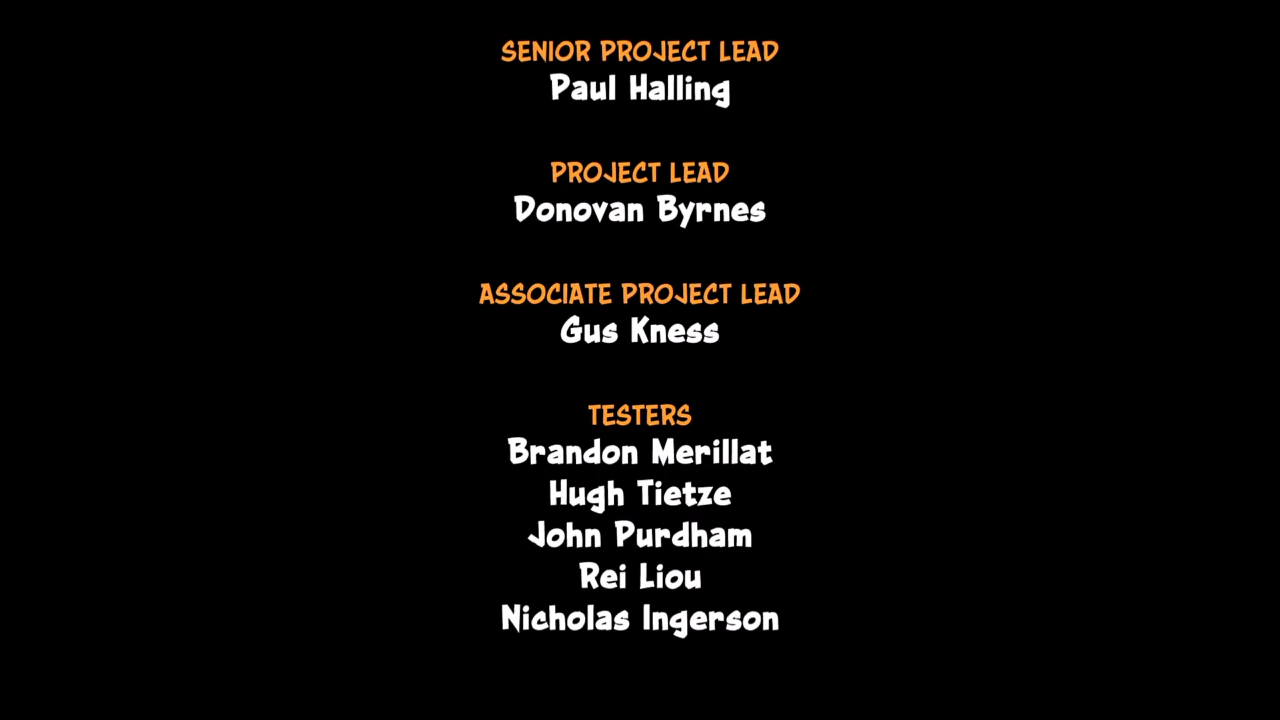 SENIOR PROJECT LEAD
Paul Halling
PROJECT LEAD
Donovan Byrnes
ASSOCIATE PROJECT LEAD
Gus Kness
TESTERS
Brandon Merillat
Hugh Tietze
John Purdham
Rei Liou
Nicholas Ingerson